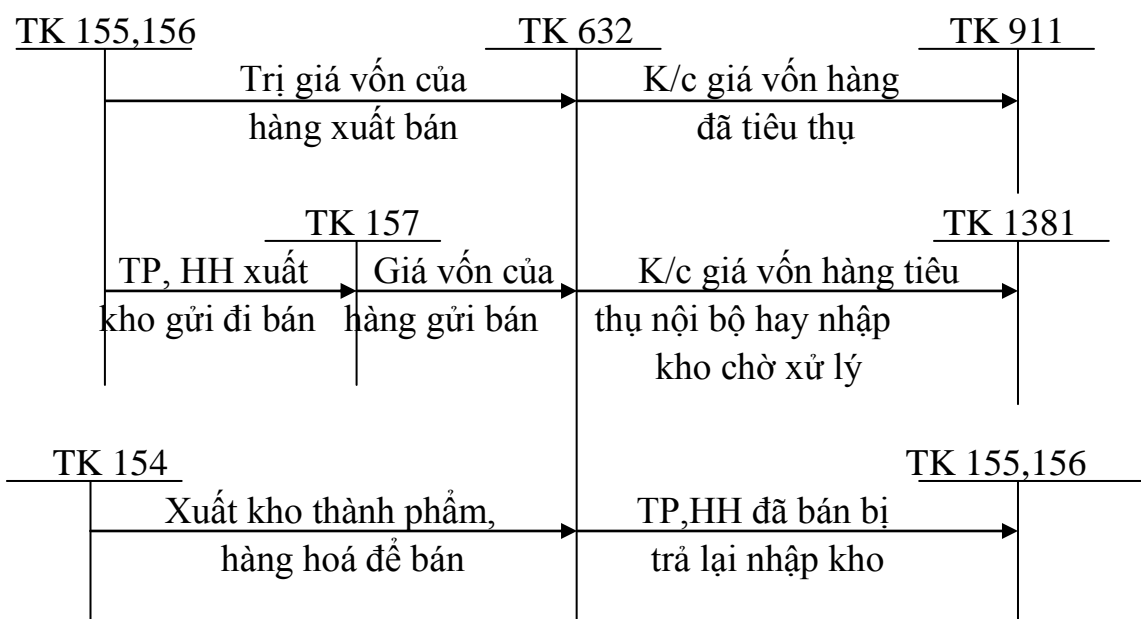 TK 155,156 TK 632 TK 911
Trị giá vốn của K/c giá vốn hàng
hàng xuất bán đã tiêu thụ
TK 157 TK 1381
TP, HH xuất Giá vốn của K/c giá vốn hàng tiêu
kho gửi đi bán hàng gửi bán thụ nội bộ hay nhập
kho chờ xử lý
TK 154 TK 155,156
Xuất kho thành phẩm, TP,HH đã bán bị
hàng hoá để bán trả lại nhập kho